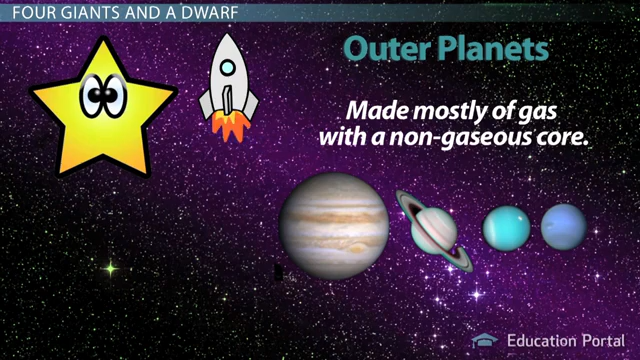 FOUR GIANTS AND A DWARF
Outer Planets
Made mostly of gas
with a non-gaseous core.
Education Portal